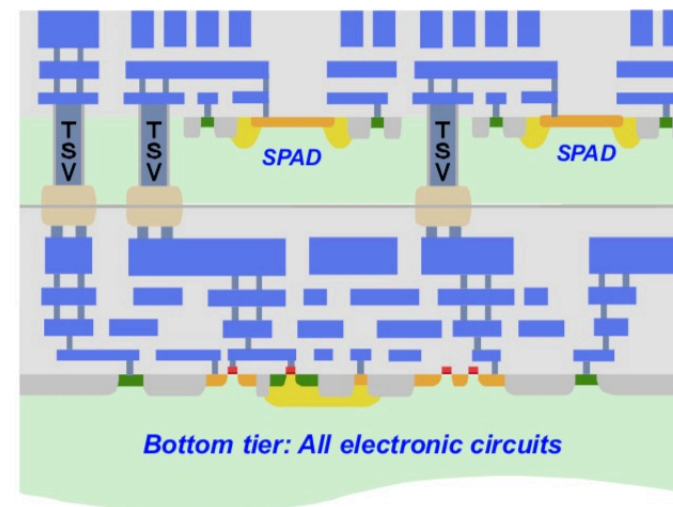 TSV
TSV
TSV
SPAD
SPAD
Bottom tier: All electronic circuits